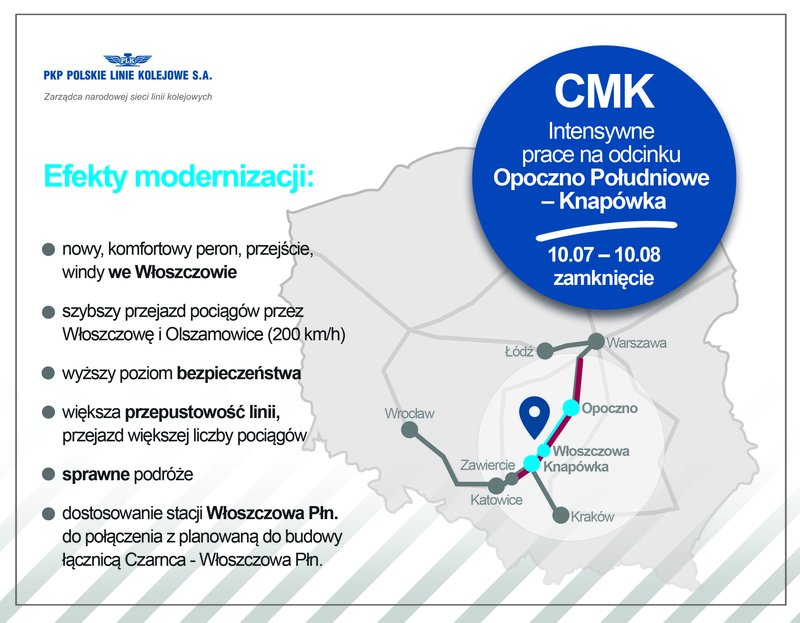 PLK
PKP POLSKIE LINIE KOLEJOWE S.A.
Zarządca narodowej sieci linii kolejowych
CMK
Intensywne
prace na odcinku
Opoczno Południowe
– Knapówka
10.07 – 10.08
zamknięcie
Efekty modernizacji:
nowy, komfortowy peron, przejście,
windy we Włoszczowie
szybszy przejazd pociągów przez
Włoszczowę i Olszamowice (200 km/h)
wyższy poziom bezpieczeństwa
większa przepustowość linii,
przejazd większej liczby pociągów
sprawne podróże
dostosowanie stacji Włoszczowa Płn.
do połączenia z planowaną do budowy
łącznicą Czarnca - Włoszczowa Płn.
Łódź
Warszawa
Wrocław
Opoczno
Włoszczowa
Zawiercie
Knapówka
Katowice
Kraków